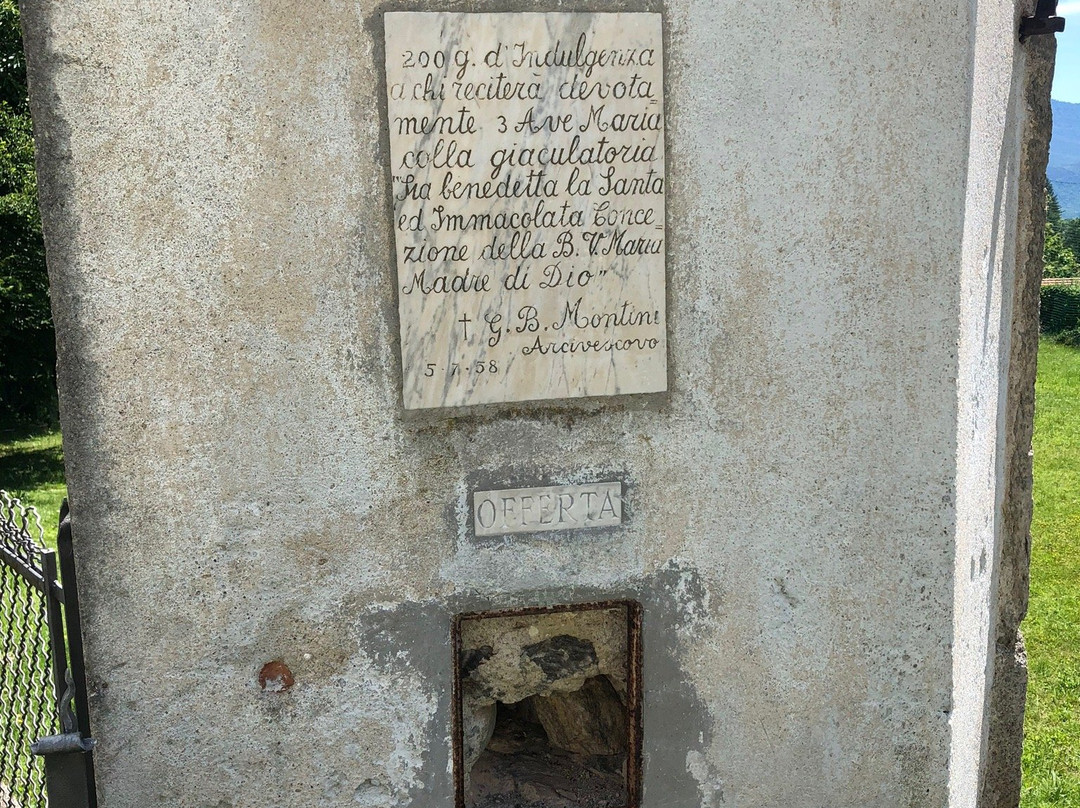 200 g. d'Indulgenza
a chi reciterà devota=
mente 3 Ave Maria
colla giaculatoria
"Sia benedetta la Santa
ed Immacolata Conce=
zione della B. V. Maria
Madre di Dio"
† G. B. Montini
Arcivescovo
5·7·58
OFFERTA